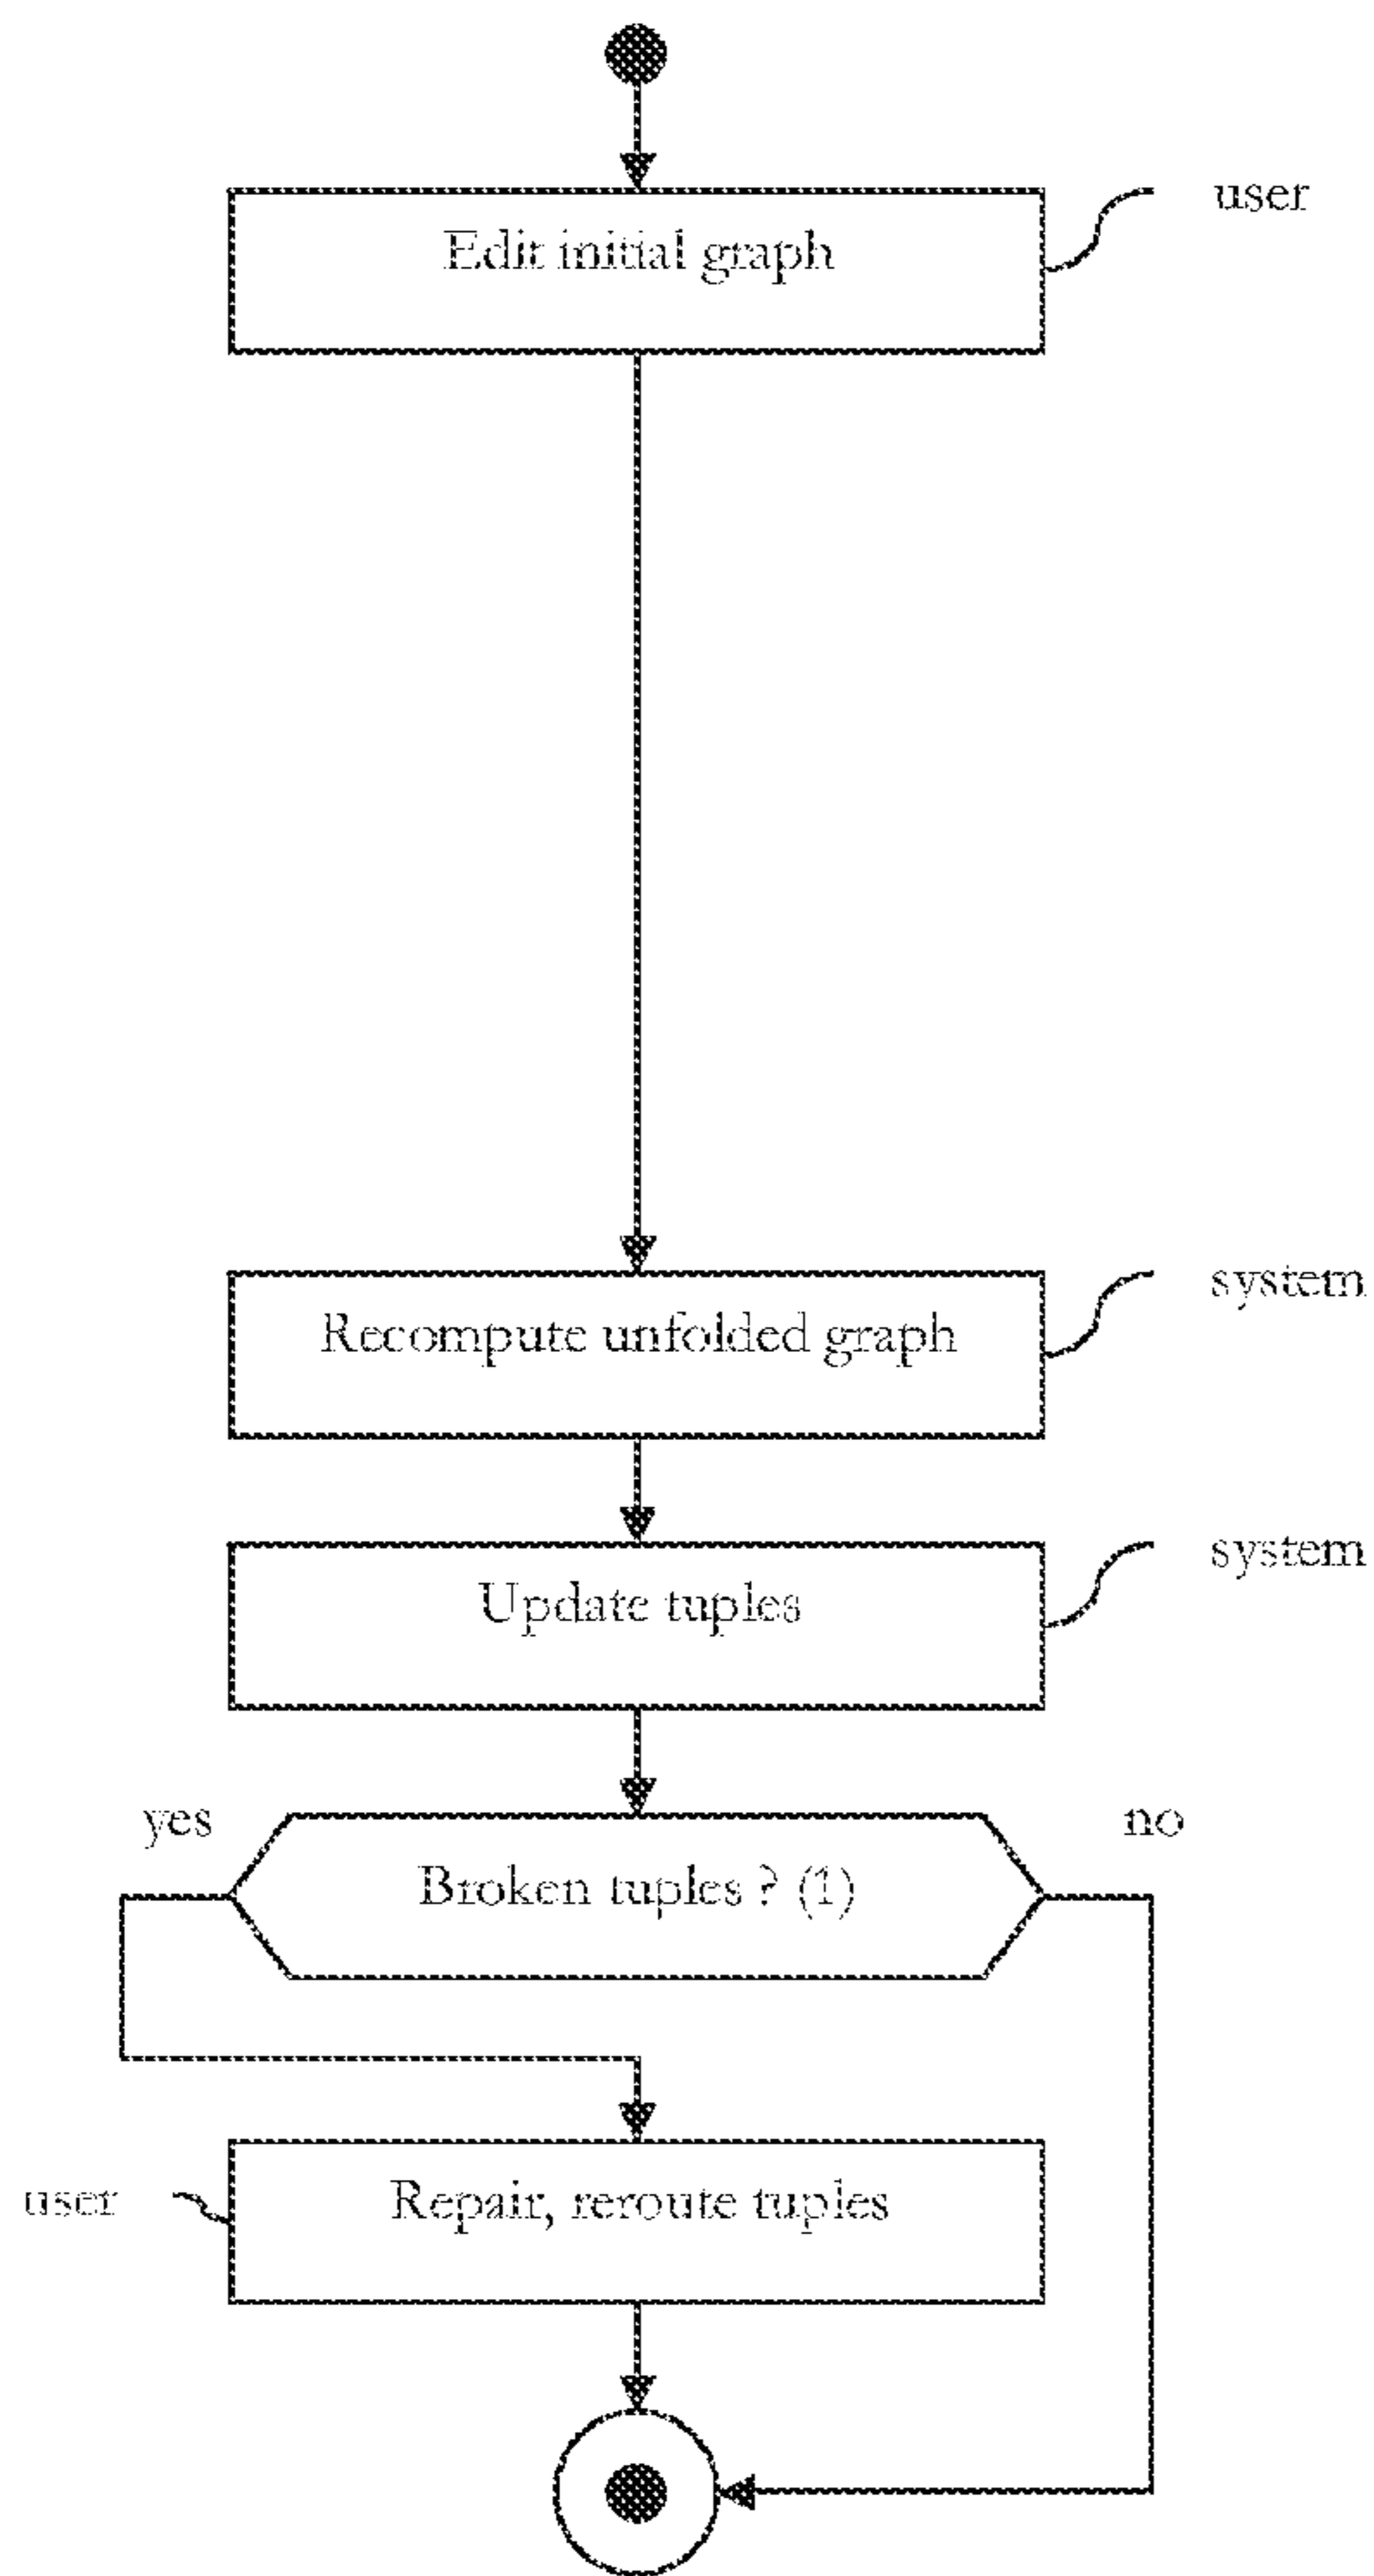 user
Edit initial graph
system
Recompute unfolded graph
system
Update tuples
yes
no
Broken tuples ? (1)
user
Repair, reroute tuples